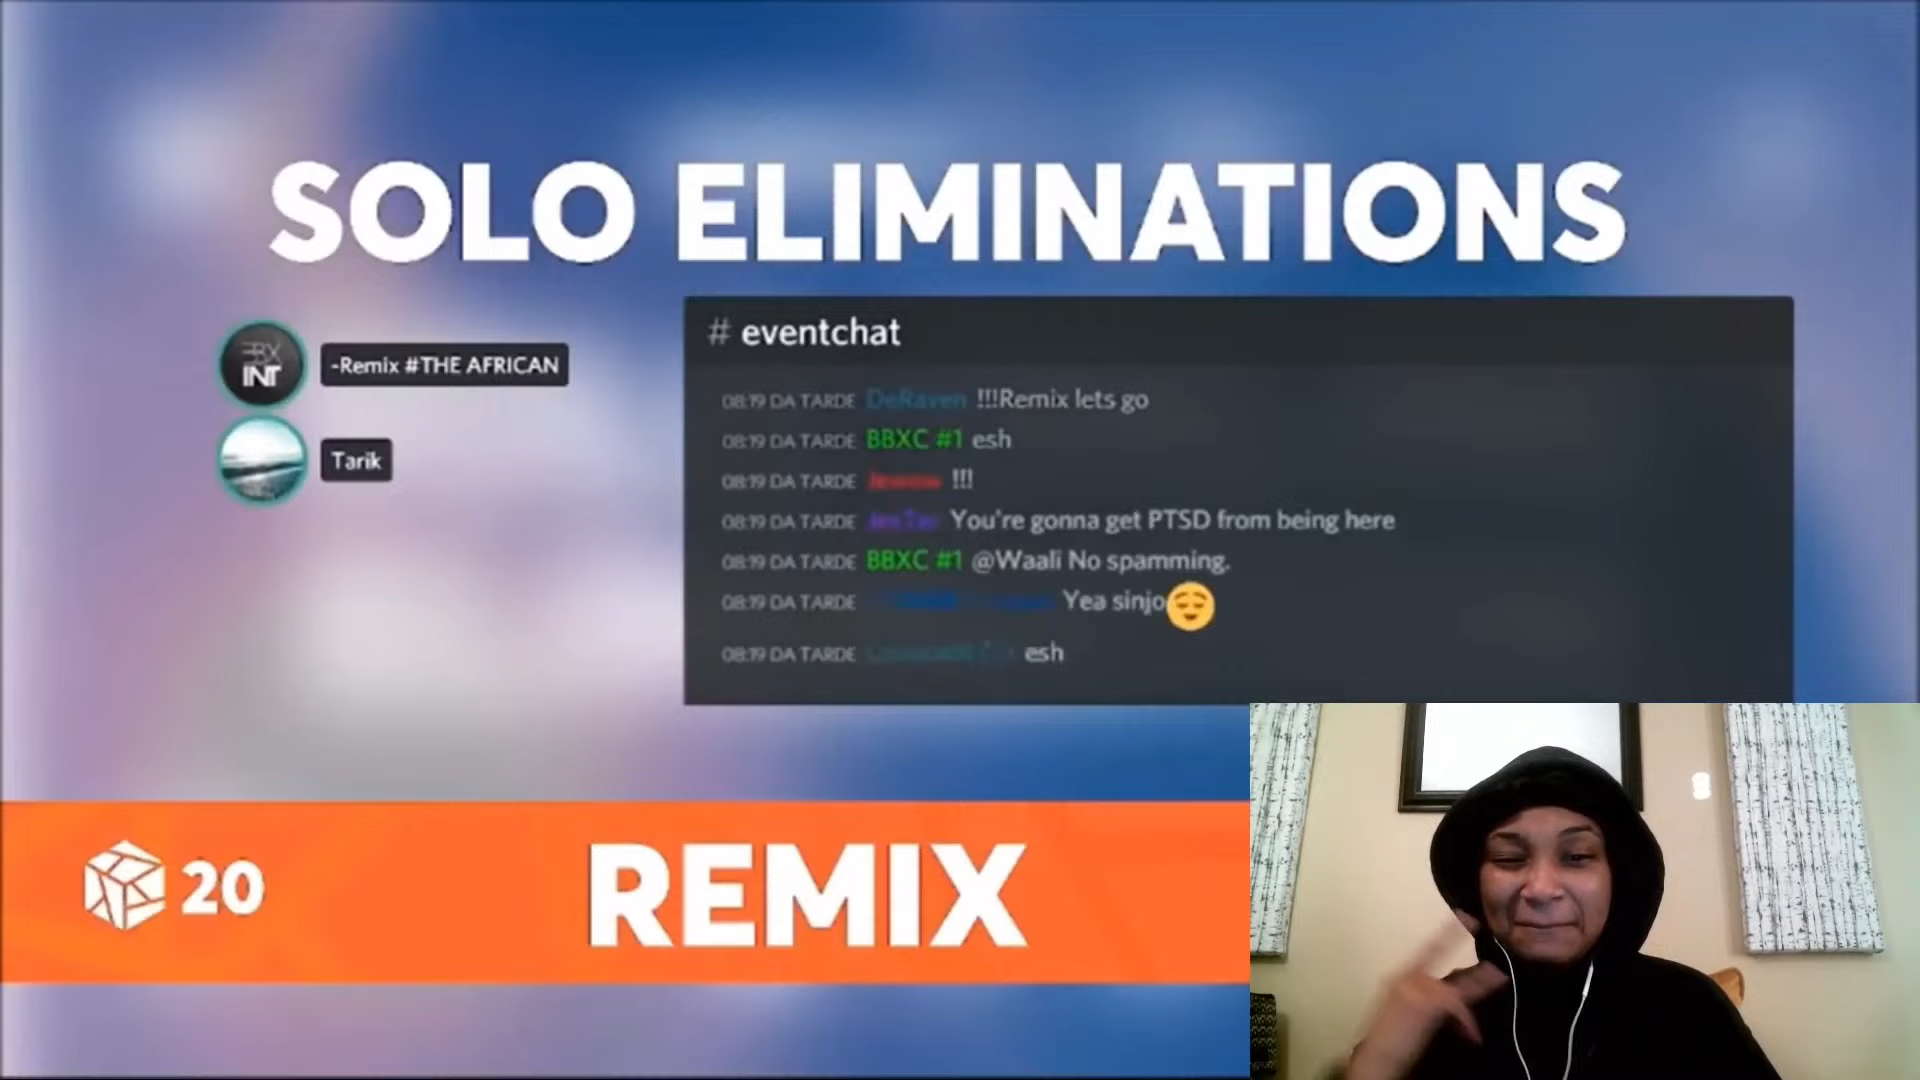 SOLO ELIMINATIONS
BX
INT
-Remix #THE AFRICAN
Tarik
# eventchat
08:19 DA TARDE DeRaven !!!Remix lets go
08:19 DA TARDE BBXC #1 esh
08:19 DA TARDE !!!
08:19 DA TARDE You're gonna get PTSD from being here
08:19 DA TARDE BBXC #1 @Waali No spamming.
08:19 DA TARDE Yea sinjo
08:19 DA TARDE esh
20
REMIX